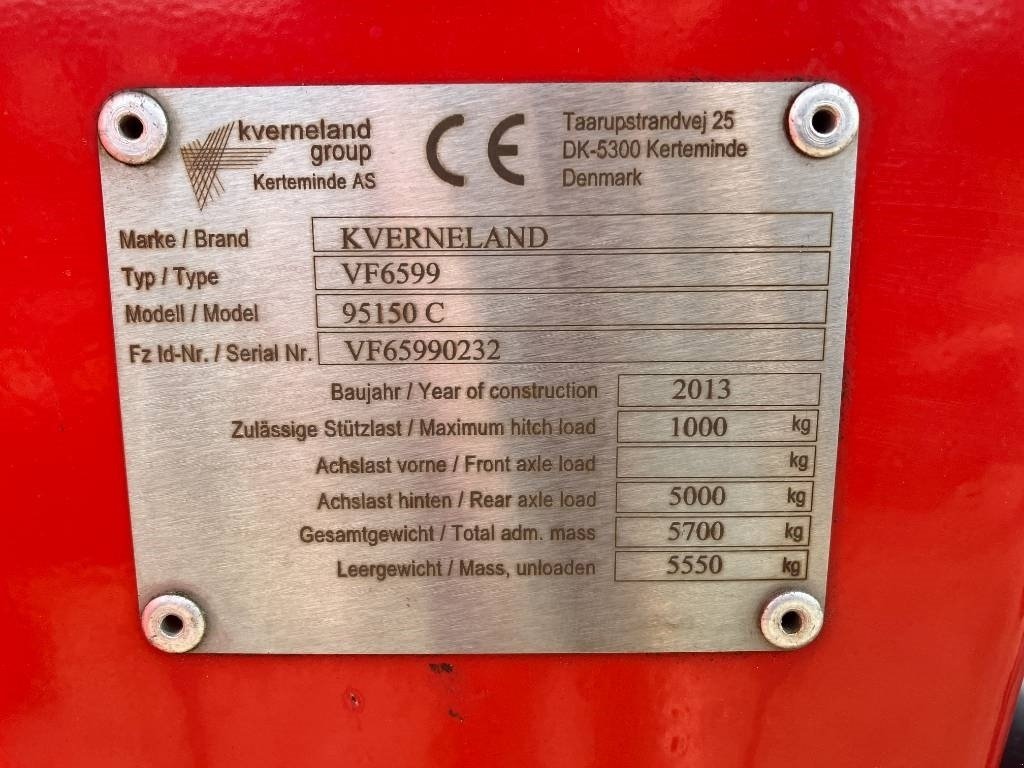 kverneland
group
Kerteminde AS
CE
Taarupstrandvej 25
DK-5300 Kerteminde
Denmark
Marke / Brand KVERNELAND
Typ / Type VF6599
Modell / Model 95150 C
Fz Id-Nr. / Serial Nr. VF65990232
Baujahr / Year of construction 2013
Zulässige Stützlast / Maximum hitch load 1000 kg
Achslast vorne / Front axle load kg
Achslast hinten / Rear axle load 5000 kg
Gesamtgewicht / Total adm. mass 5700 kg
Leergewicht / Mass, unloaden 5550 kg